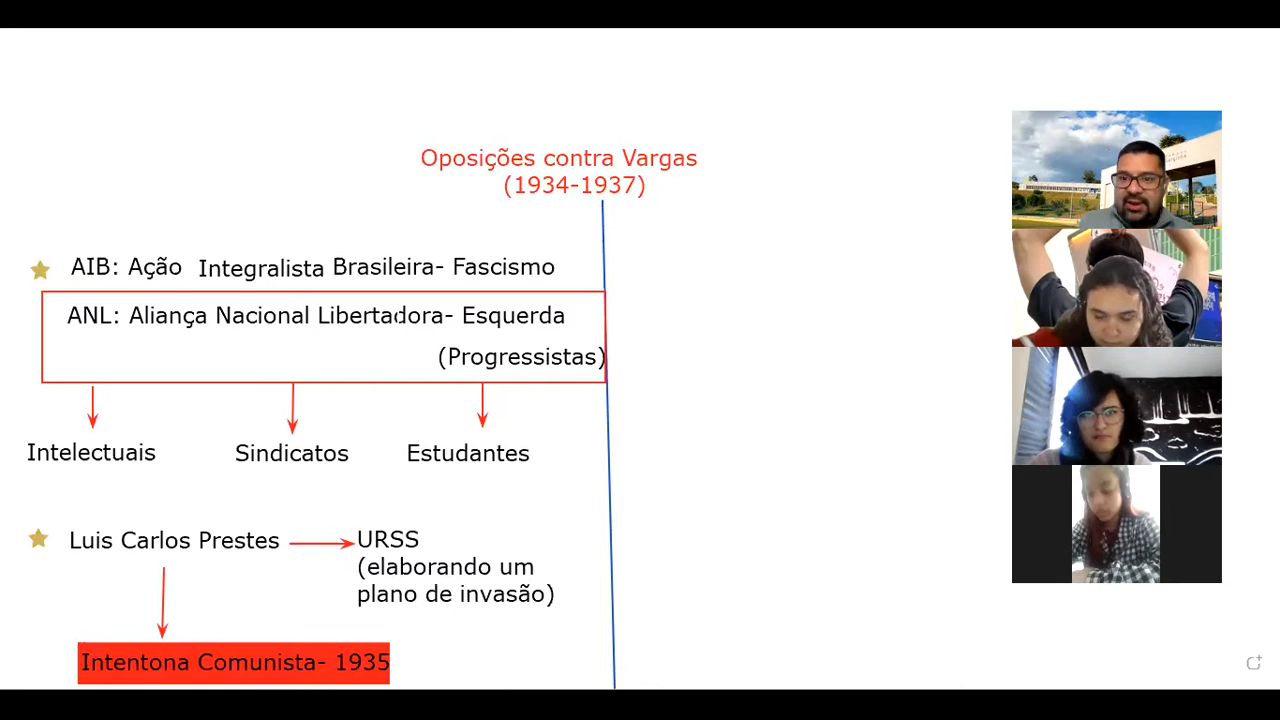 Oposições contra Vargas
(1934-1937)
AIB: Ação Integralista Brasileira- Fascismo
ANL: Aliança Nacional Libertadora- Esquerda
(Progressistas)
Intelectuais Sindicatos Estudantes
Luis Carlos Prestes URSS
(elaborando um
plano de invasão)
Intentona Comunista- 1935